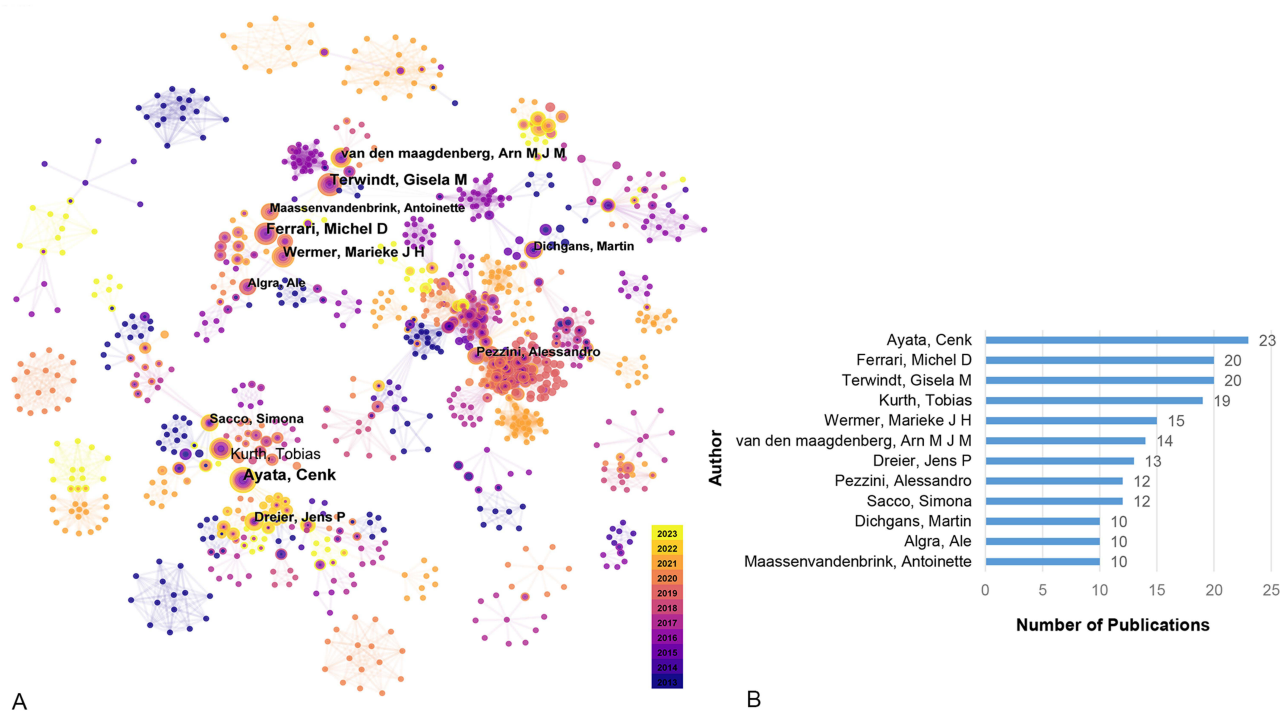 van den maagdenberg, Arn M J M
Terwindt, Gisela M
Maassenvandenbrink, Antoinette
Ferrari, Michel D
Wermer, Marieke J H
Dichgans, Martin
Algra, Ale
Pezzini, Alessandro
Sacco, Simona
Kurth, Tobias
Ayata, Cenk
Dreier, Jens P
2023
2022
2021
2020
2019
2018
2017
2016
2015
2014
2013
A
Author
Ayata, Cenk 23
Ferrari, Michel D 20
Terwindt, Gisela M 20
Kurth, Tobias 19
Wermer, Marieke J H 15
van den maagdenberg, Arn M J M 14
Dreier, Jens P 13
Pezzini, Alessandro 12
Sacco, Simona 12
Dichgans, Martin 10
Algra, Ale 10
Maassenvandenbrink, Antoinette 10
0 5 10 15 20 25
Number of Publications
B